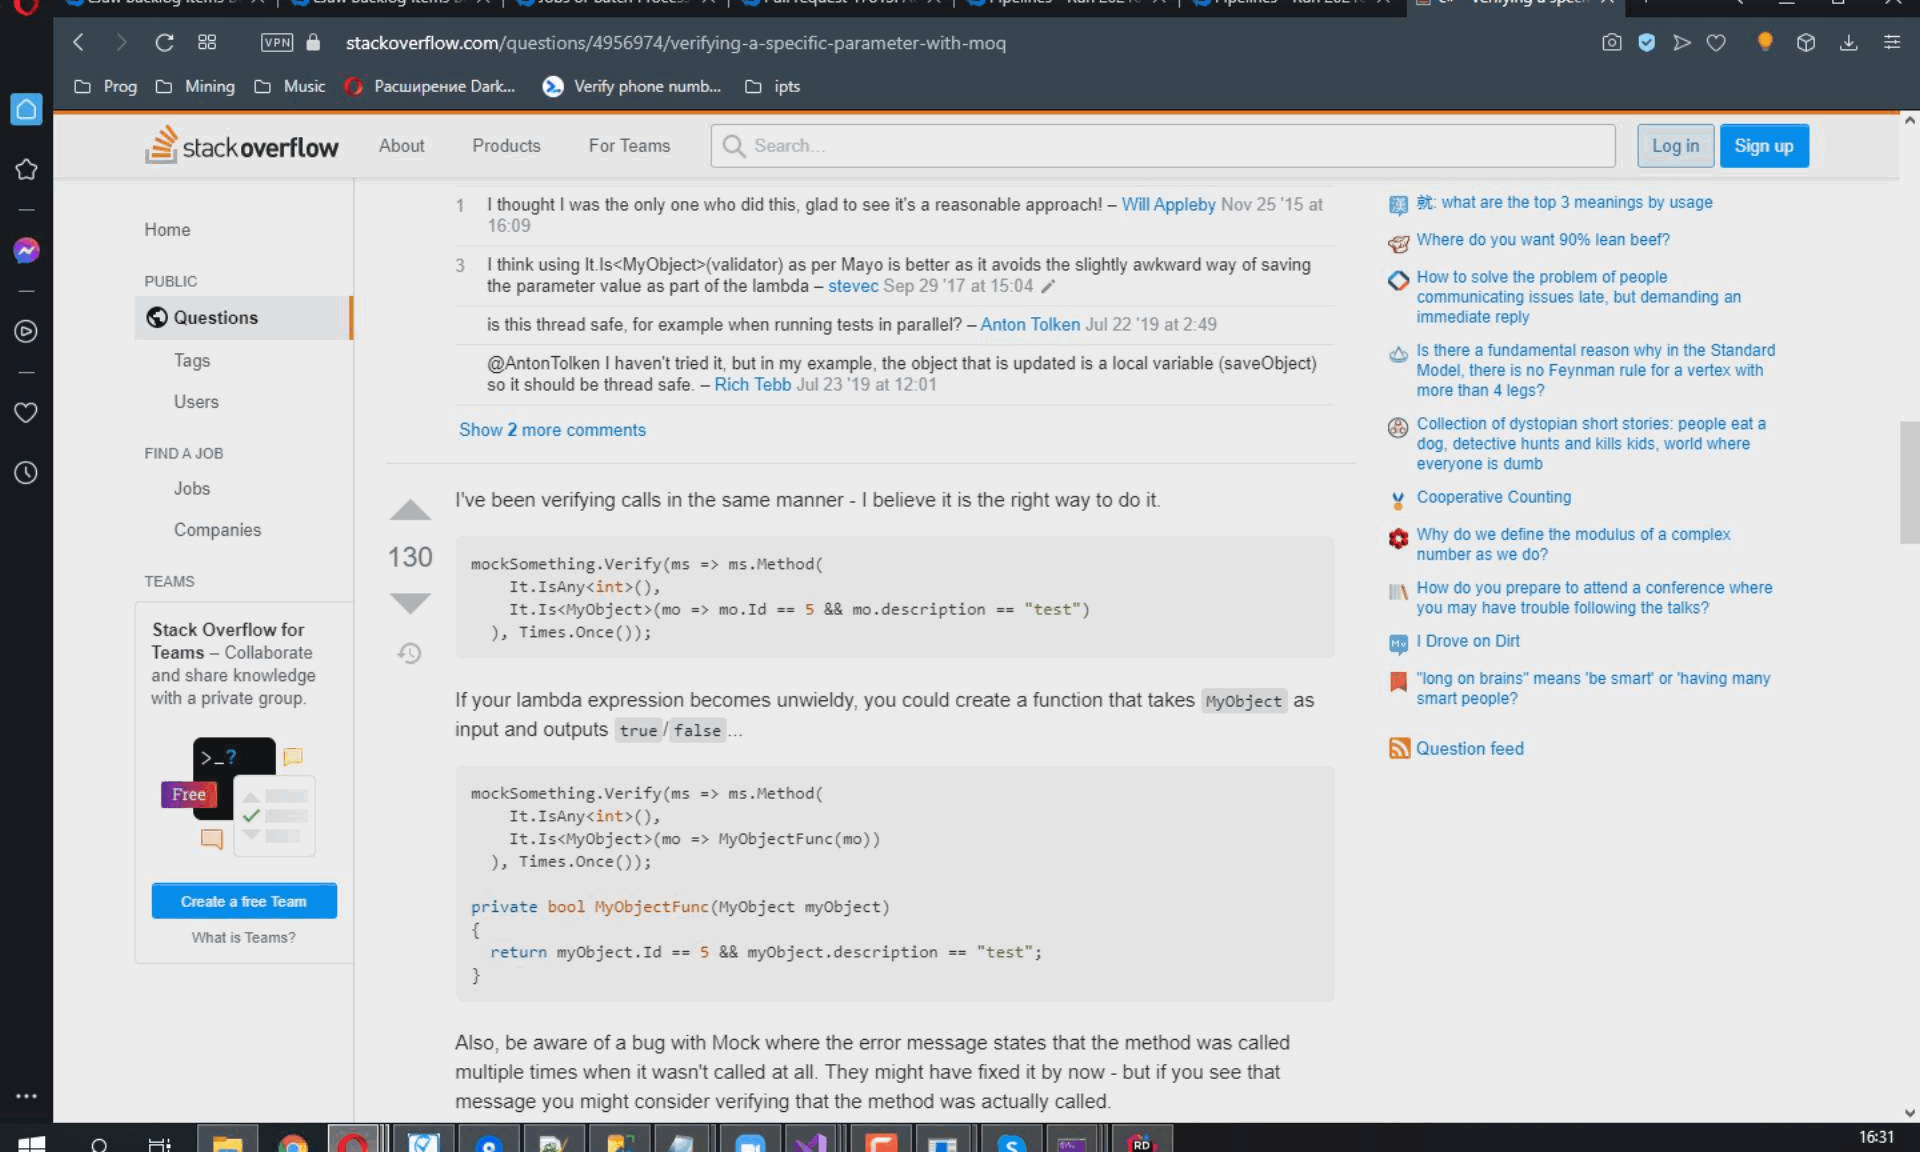 VPN
stackoverflow.com/questions/4956974/verifying-a-specific-parameter-with-moq
Prog
Mining
Music
Расширение Dark...
Verify phone numb...
ipts
stackoverflow
About
Products
For Teams
Search...
Log in
Sign up
Home
PUBLIC
Questions
Tags
Users
FIND A JOB
Jobs
Companies
TEAMS
Stack Overflow for
Teams – Collaborate
and share knowledge
with a private group.
>_?
Free
Create a free Team
What is Teams?
1 I thought I was the only one who did this, glad to see it's a reasonable approach! – Will Appleby Nov 25 '15 at
16:09
3 I think using It.Is<MyObject>(validator) as per Mayo is better as it avoids the slightly awkward way of saving
the parameter value as part of the lambda – stevec Sep 29 '17 at 15:04
is this thread safe, for example when running tests in parallel? – Anton Tolken Jul 22 '19 at 2:49
@AntonTolken I haven't tried it, but in my example, the object that is updated is a local variable (saveObject)
so it should be thread safe. – Rich Tebb Jul 23 '19 at 12:01
Show 2 more comments
130
I've been verifying calls in the same manner - I believe it is the right way to do it.
mockSomething.Verify(ms => ms.Method(
It.IsAny<int>(),
It.Is<MyObject>(mo => mo.Id == 5 && mo.description == "test")
), Times.Once());
If your lambda expression becomes unwieldy, you could create a function that takes MyObject as
input and outputs true/false...
mockSomething.Verify(ms => ms.Method(
It.IsAny<int>(),
It.Is<MyObject>(mo => MyObjectFunc(mo))
), Times.Once());
private bool MyObjectFunc(MyObject myObject)
{
return myObject.Id == 5 && myObject.description == "test";
}
Also, be aware of a bug with Mock where the error message states that the method was called
multiple times when it wasn't called at all. They might have fixed it by now - but if you see that
message you might consider verifying that the method was actually called.
就: what are the top 3 meanings by usage
Where do you want 90% lean beef?
How to solve the problem of people
communicating issues late, but demanding an
immediate reply
Is there a fundamental reason why in the Standard
Model, there is no Feynman rule for a vertex with
more than 4 legs?
Collection of dystopian short stories: people eat a
dog, detective hunts and kills kids, world where
everyone is dumb
Cooperative Counting
Why do we define the modulus of a complex
number as we do?
How do you prepare to attend a conference where
you may have trouble following the talks?
I Drove on Dirt
"long on brains" means 'be smart' or 'having many
smart people?
Question feed
RD
16:31